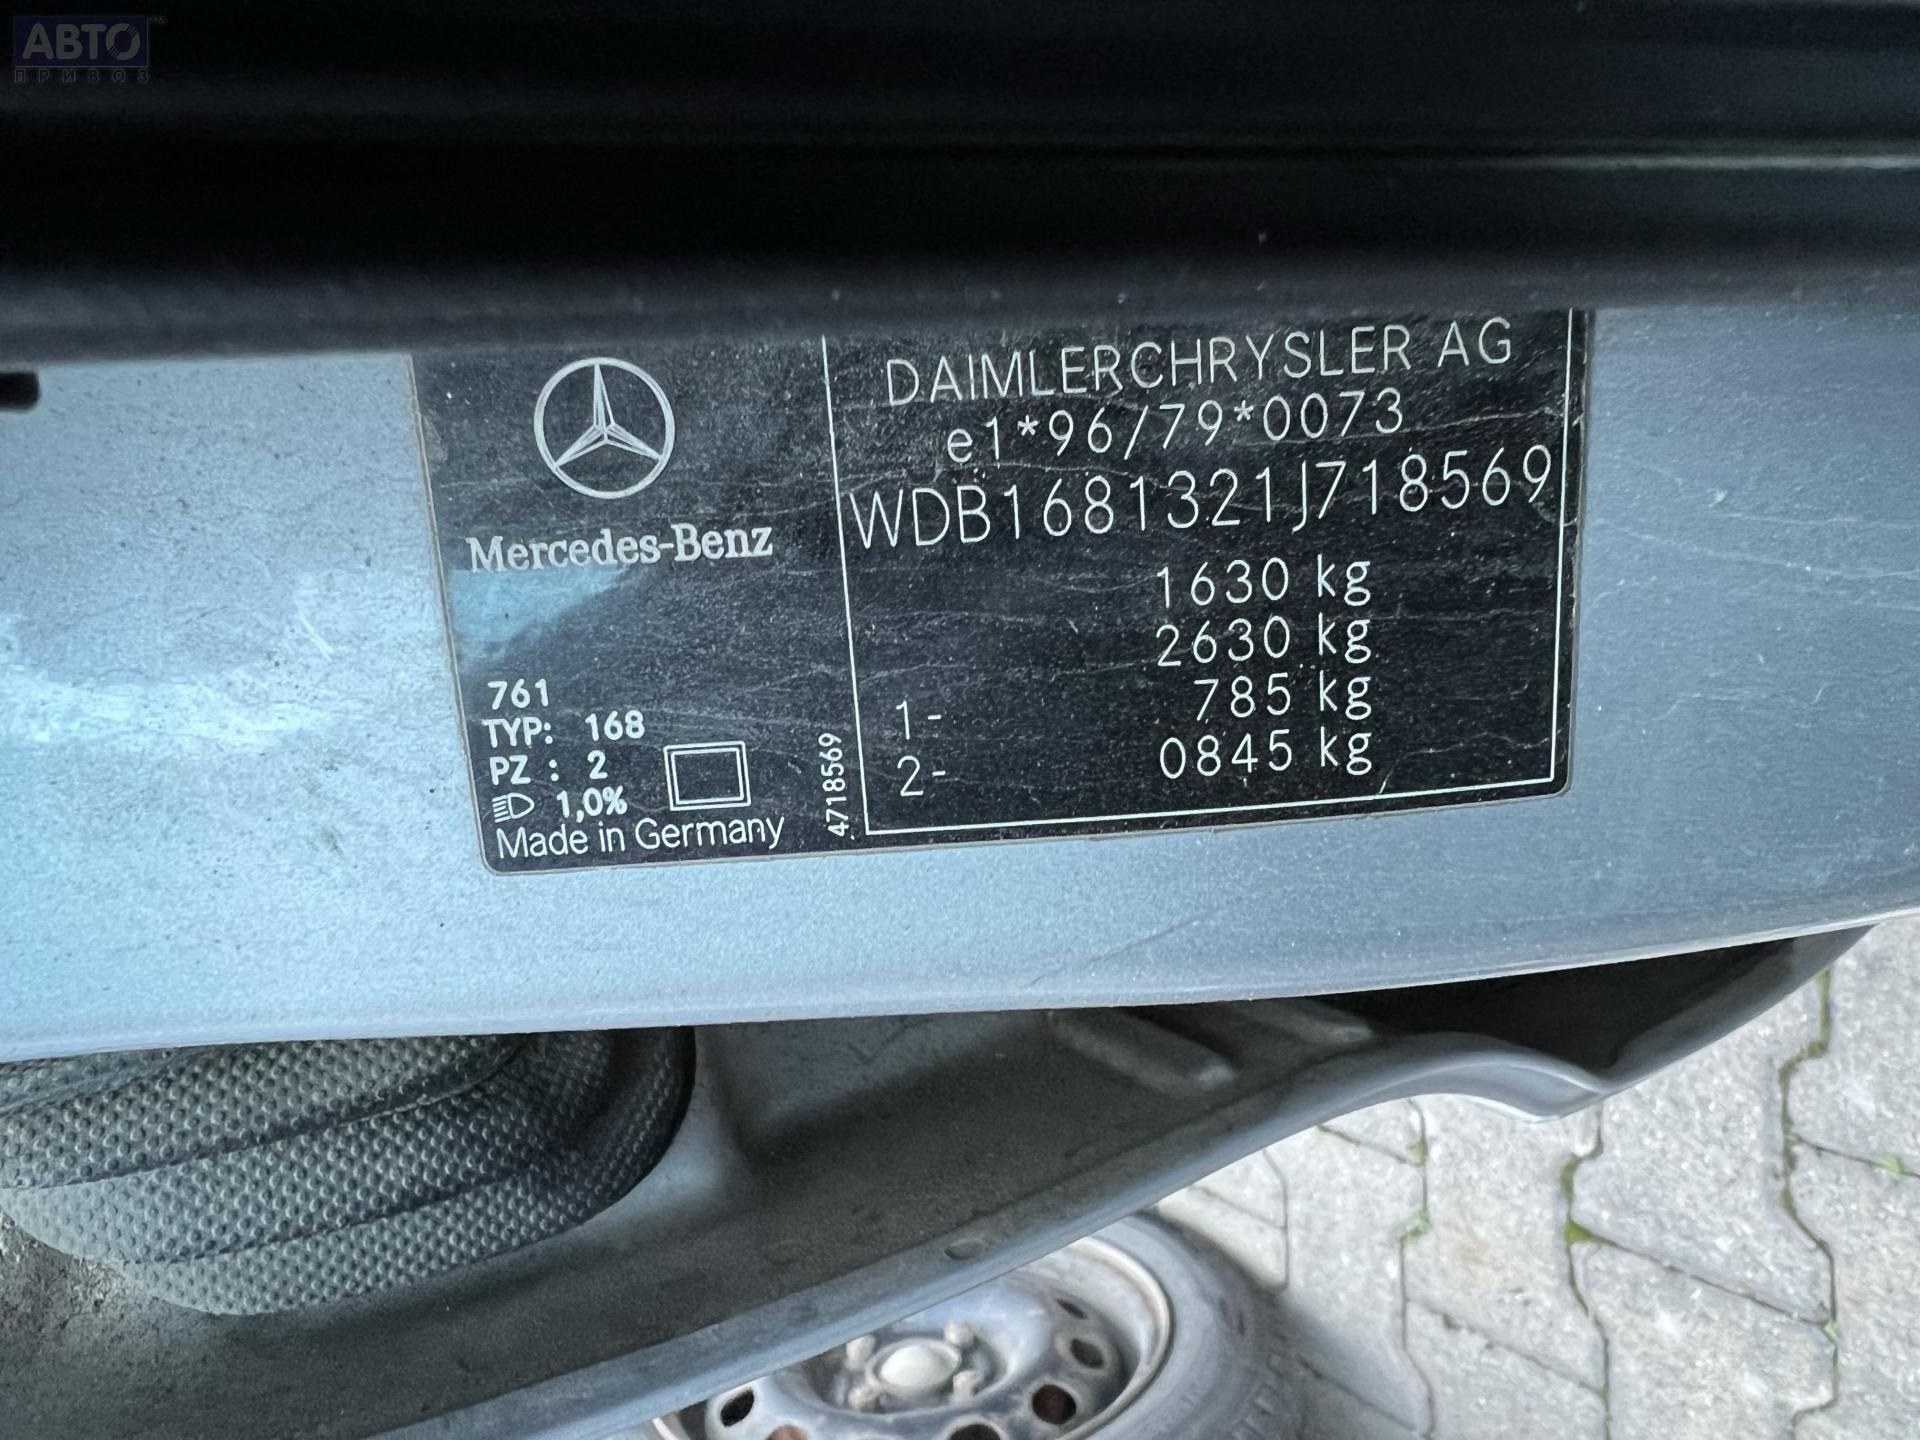 АВТО™
ПРИВОЗ
Mercedes-Benz
761
TYP: 168
PZ : 2
1,0%
Made in Germany
4718569
DAIMLERCHRYSLER AG
e1*96/79*0073
WDB1681321J718569
1630 kg
2630 kg
1- 785 kg
2- 0845 kg